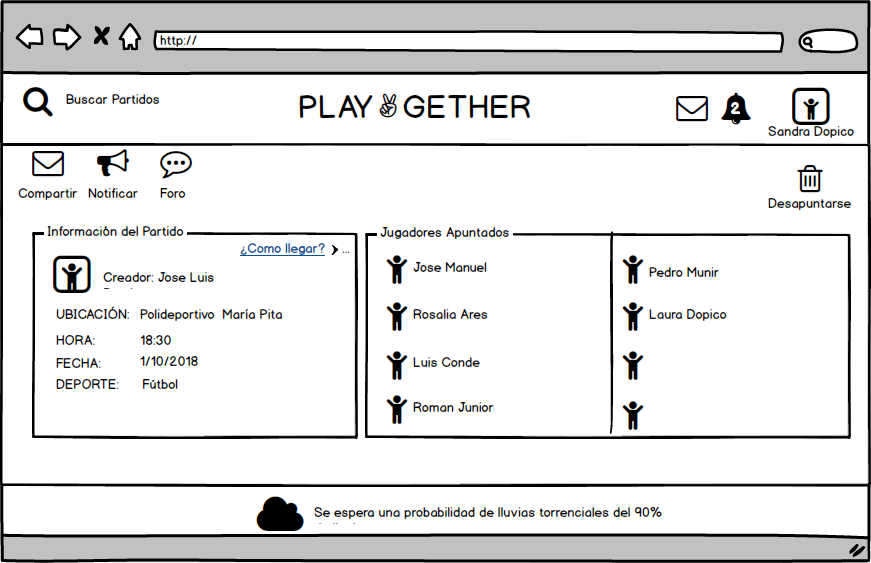 http://
Buscar Partidos
PLAY GETHER
2
Sandra Dopico
Compartir
Notificar
Foro
Desapuntarse
Información del Partido
¿Como llegar? ...
Creador: Jose Luis
UBICACIÓN: Polideportivo María Pita
HORA: 18:30
FECHA: 1/10/2018
DEPORTE: Fútbol
Jugadores Apuntados
Jose Manuel
Rosalia Ares
Luis Conde
Roman Junior
Pedro Munir
Laura Dopico
Se espera una probabilidad de lluvias torrenciales del 90%